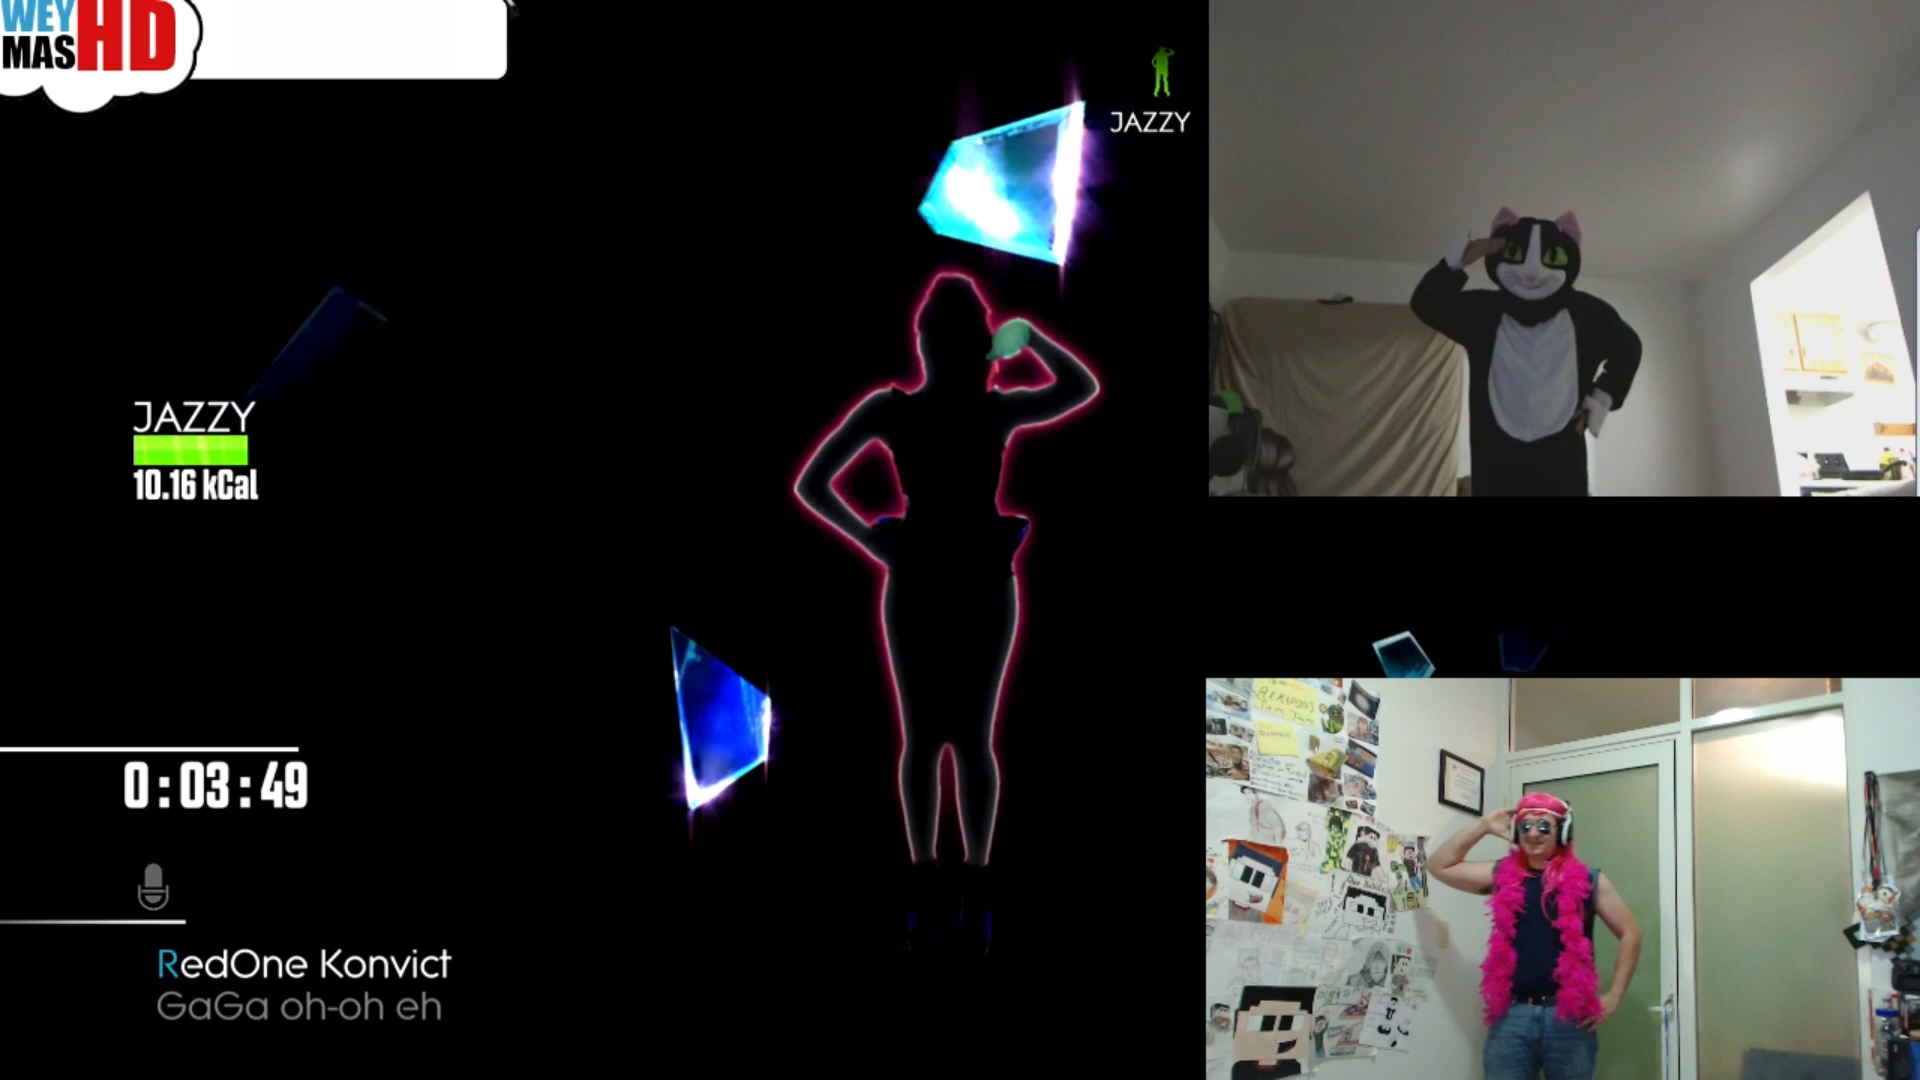 WEY
MAS HD
JAZZY
JAZZY
10.16 kCal
0:03:49
RedOne Konvict
GaGa oh-oh eh